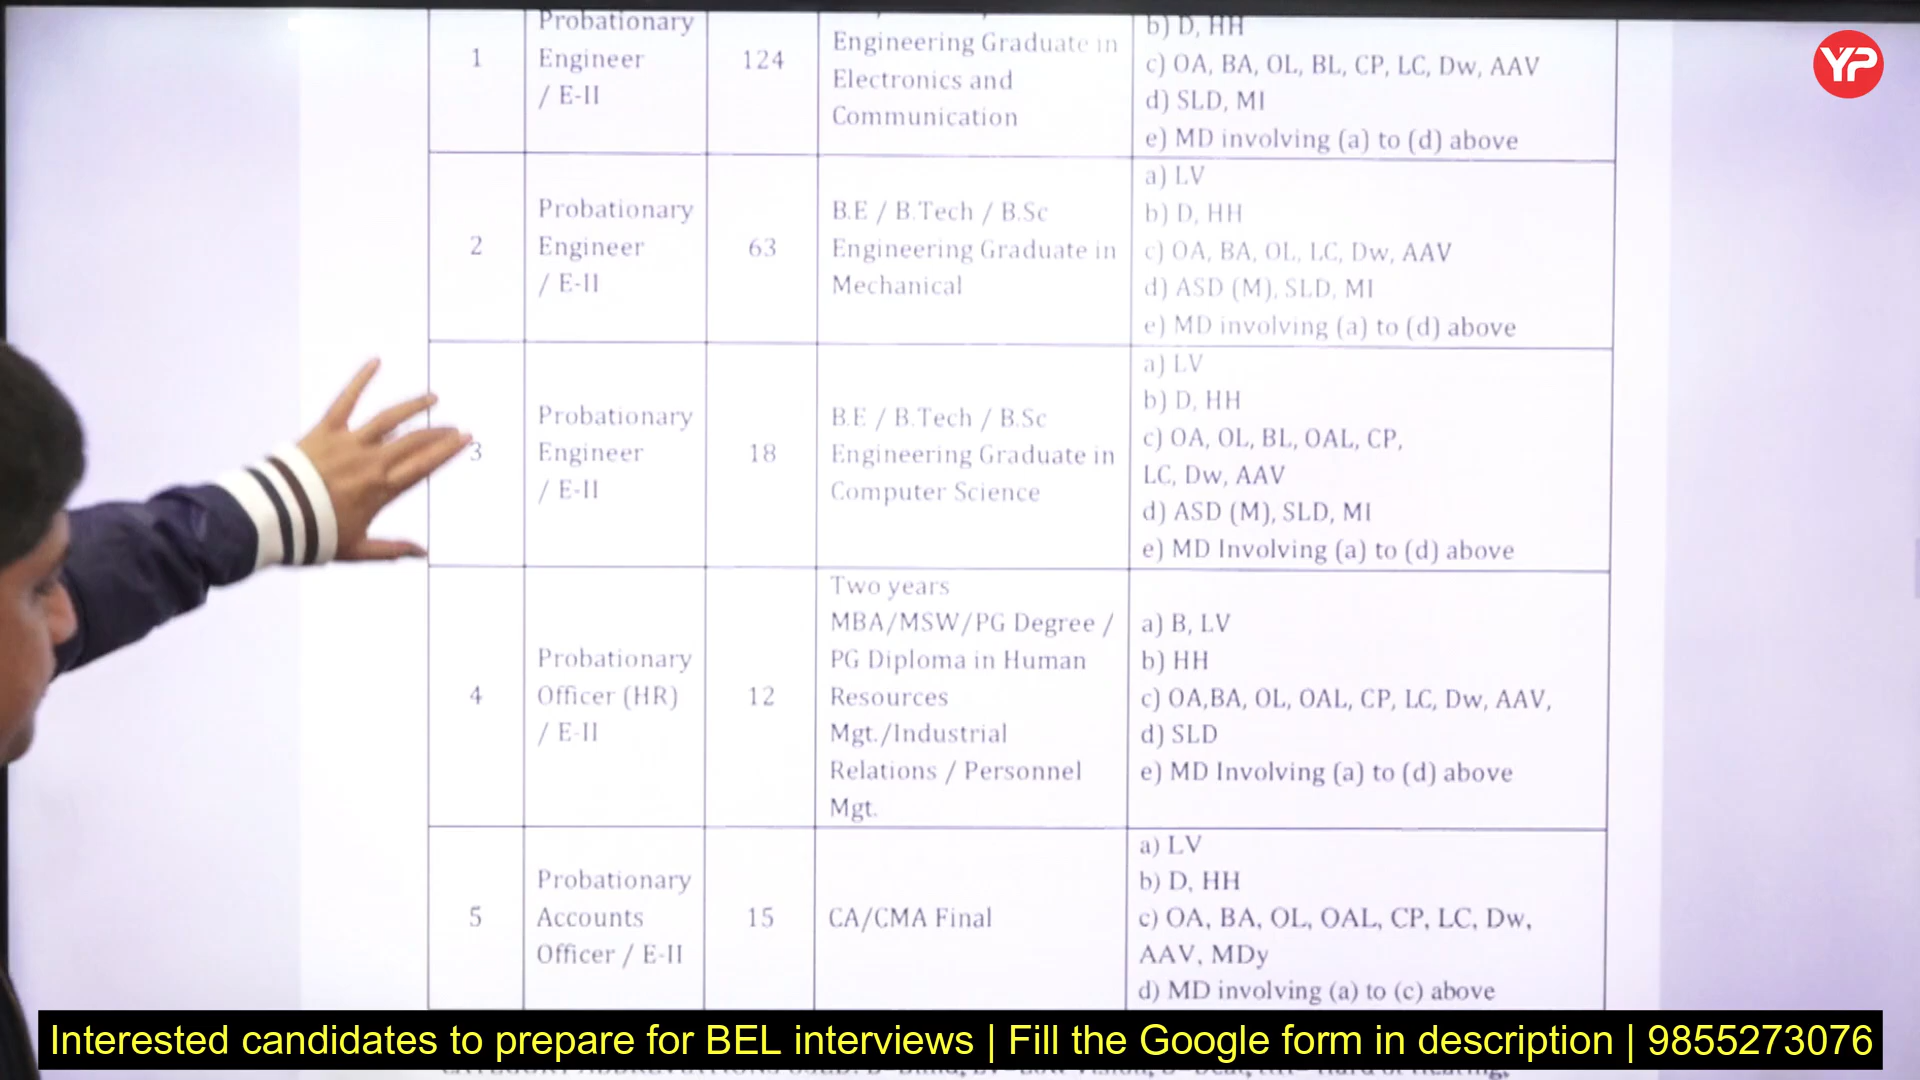 YP
1
Probationary
Engineer
/ E-II
124
Engineering Graduate in
Electronics and
Communication
b) D, HH
c) OA, BA, OL, BL, CP, LC, Dw, AAV
d) SLD, MI
e) MD involving (a) to (d) above
2
Probationary
Engineer
/ E-II
63
B.E / B.Tech / B.Sc
Engineering Graduate in
Mechanical
a) LV
b) D, HH
c) OA, BA, OL, LC, Dw, AAV
d) ASD (M), SLD, MI
e) MD involving (a) to (d) above
3
Probationary
Engineer
/ E-II
18
B.E / B.Tech / B.Sc
Engineering Graduate in
Computer Science
a) LV
b) D, HH
c) OA, OL, BL, OAL, CP,
LC, Dw, AAV
d) ASD (M), SLD, MI
e) MD Involving (a) to (d) above
4
Probationary
Officer (HR)
/ E-II
12
Two years
MBA/MSW/PG Degree /
PG Diploma in Human
Resources
Mgt./Industrial
Relations / Personnel
Mgt.
a) B, LV
b) HH
c) OA,BA, OL, OAL, CP, LC, Dw, AAV,
d) SLD
e) MD Involving (a) to (d) above
5
Probationary
Accounts
Officer / E-II
15
CA/CMA Final
a) LV
b) D, HH
c) OA, BA, OL, OAL, CP, LC, Dw,
AAV, MDy
d) MD involving (a) to (c) above
Interested candidates to prepare for BEL interviews | Fill the Google form in description | 9855273076